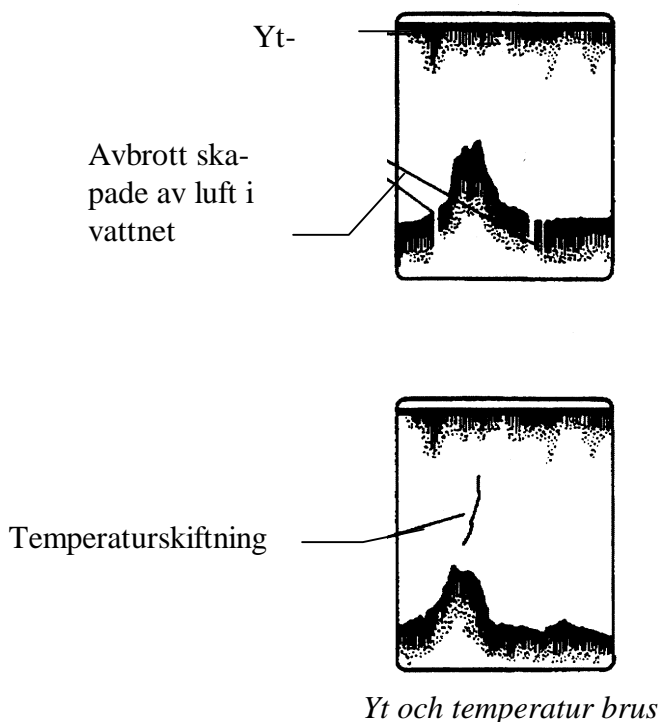 Yt-
Avbrott ska-
pade av luft i
vattnet
Temperaturskiftning
Yt och temperatur brus